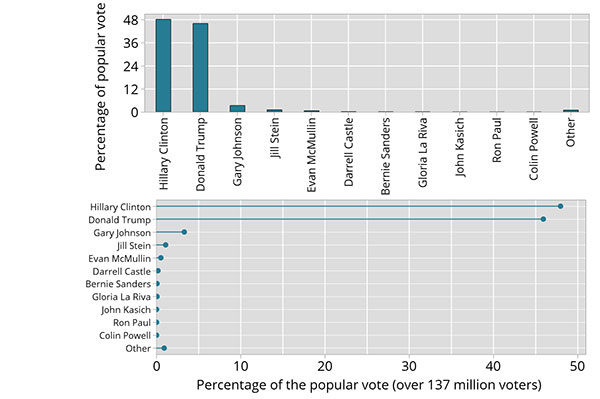 Percentage of popular vote
48
36
24
12
0
Hillary Clinton
Donald Trump
Gary Johnson
Jill Stein
Evan McMullin
Darrell Castle
Bernie Sanders
Gloria La Riva
John Kasich
Ron Paul
Colin Powell
Other
Hillary Clinton
Donald Trump
Gary Johnson
Jill Stein
Evan McMullin
Darrell Castle
Bernie Sanders
Gloria La Riva
John Kasich
Ron Paul
Colin Powell
Other
0 10 20 30 40 50
Percentage of the popular vote (over 137 million voters)